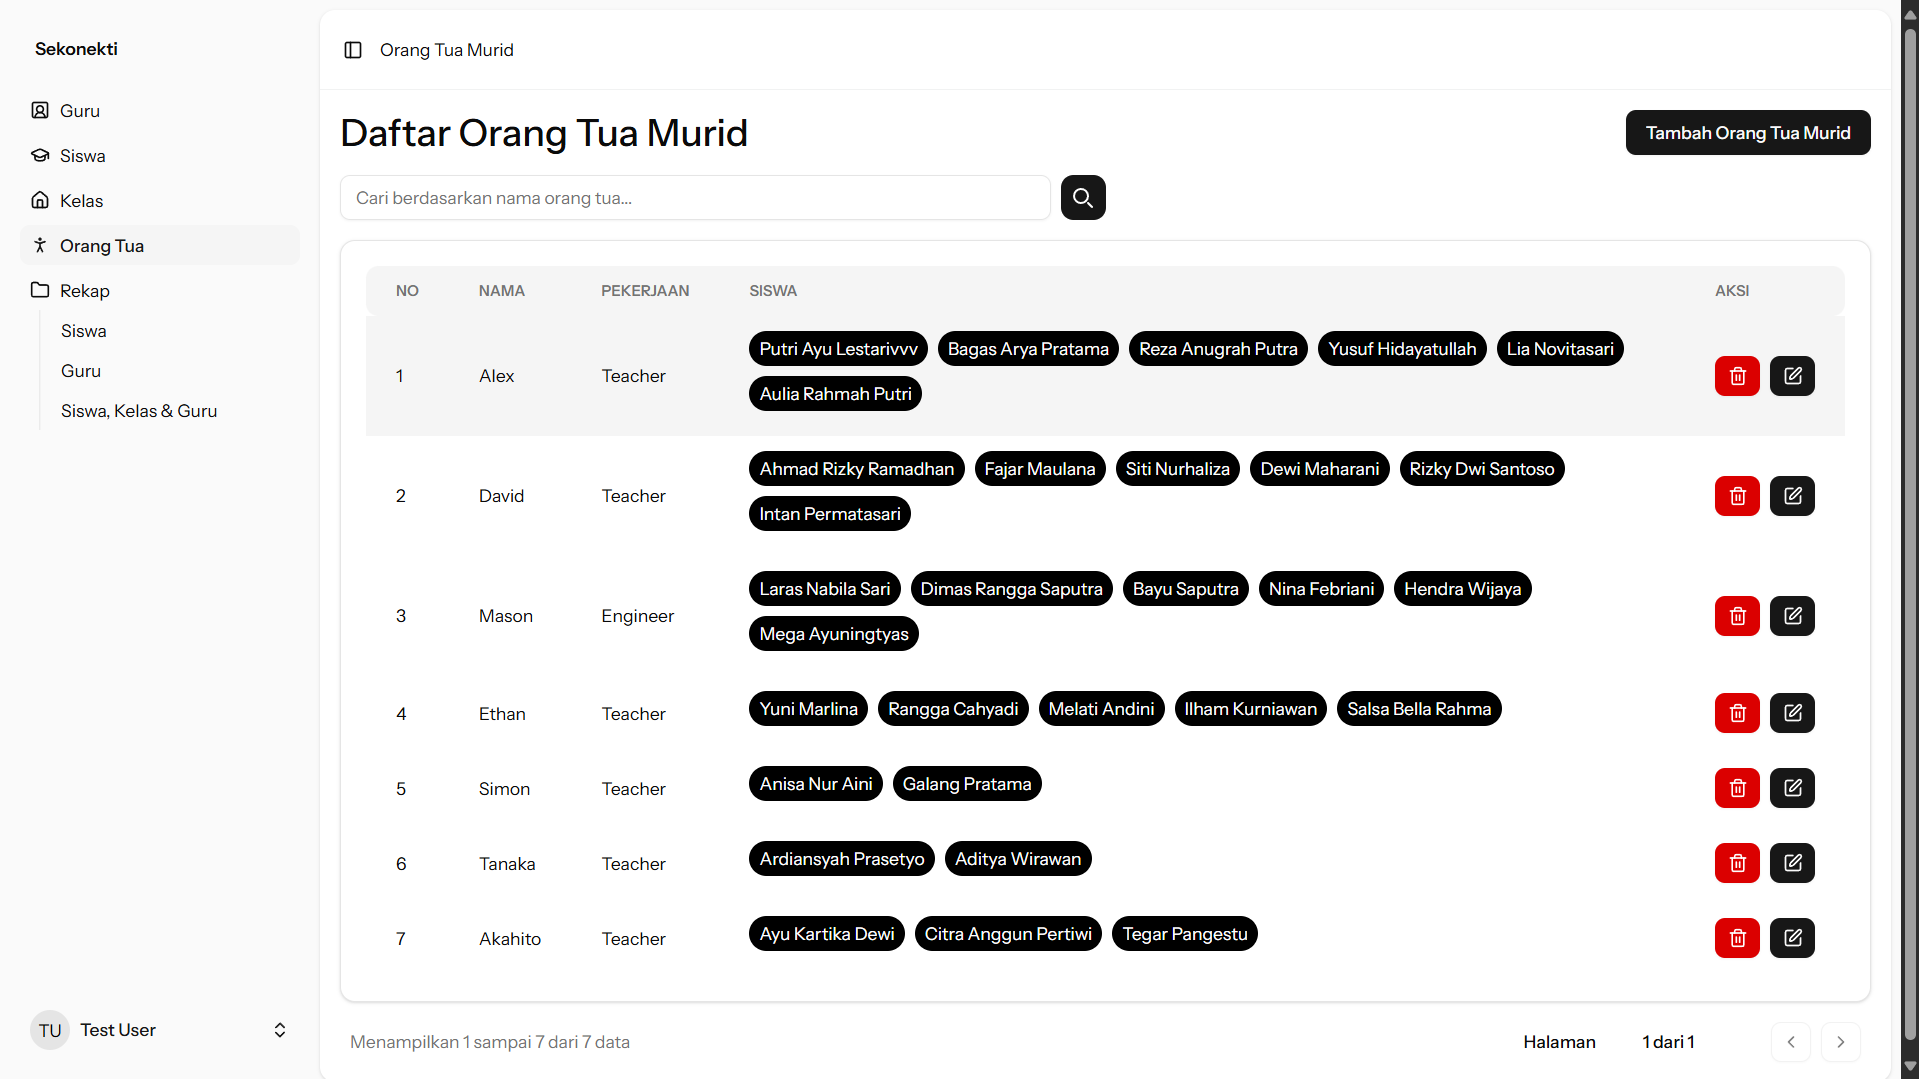 Sekonekti
Guru
Siswa
Kelas
Orang Tua
Rekap
Siswa
Guru
Siswa, Kelas & Guru
TU Test User
Orang Tua Murid
Daftar Orang Tua Murid
Tambah Orang Tua Murid
Cari berdasarkan nama orang tua...
NO NAMA PEKERJAAN SISWA AKSI
1 Alex Teacher Putri Ayu Lestarivvv Bagas Arya Pratama Reza Anugrah Putra Yusuf Hidayatullah Lia Novitasari
Aulia Rahmah Putri
2 David Teacher Ahmad Rizky Ramadhan Fajar Maulana Siti Nurhaliza Dewi Maharani Rizky Dwi Santoso
Intan Permatasari
3 Mason Engineer Laras Nabila Sari Dimas Rangga Saputra Bayu Saputra Nina Febriani Hendra Wijaya
Mega Ayuningtyas
4 Ethan Teacher Yuni Marlina Rangga Cahyadi Melati Andini Ilham Kurniawan Salsa Bella Rahma
5 Simon Teacher Anisa Nur Aini Galang Pratama
6 Tanaka Teacher Ardiansyah Prasetyo Aditya Wirawan
7 Akahito Teacher Ayu Kartika Dewi Citra Anggun Pertiwi Tegar Pangestu
Menampilkan 1 sampai 7 dari 7 data
Halaman 1 dari 1